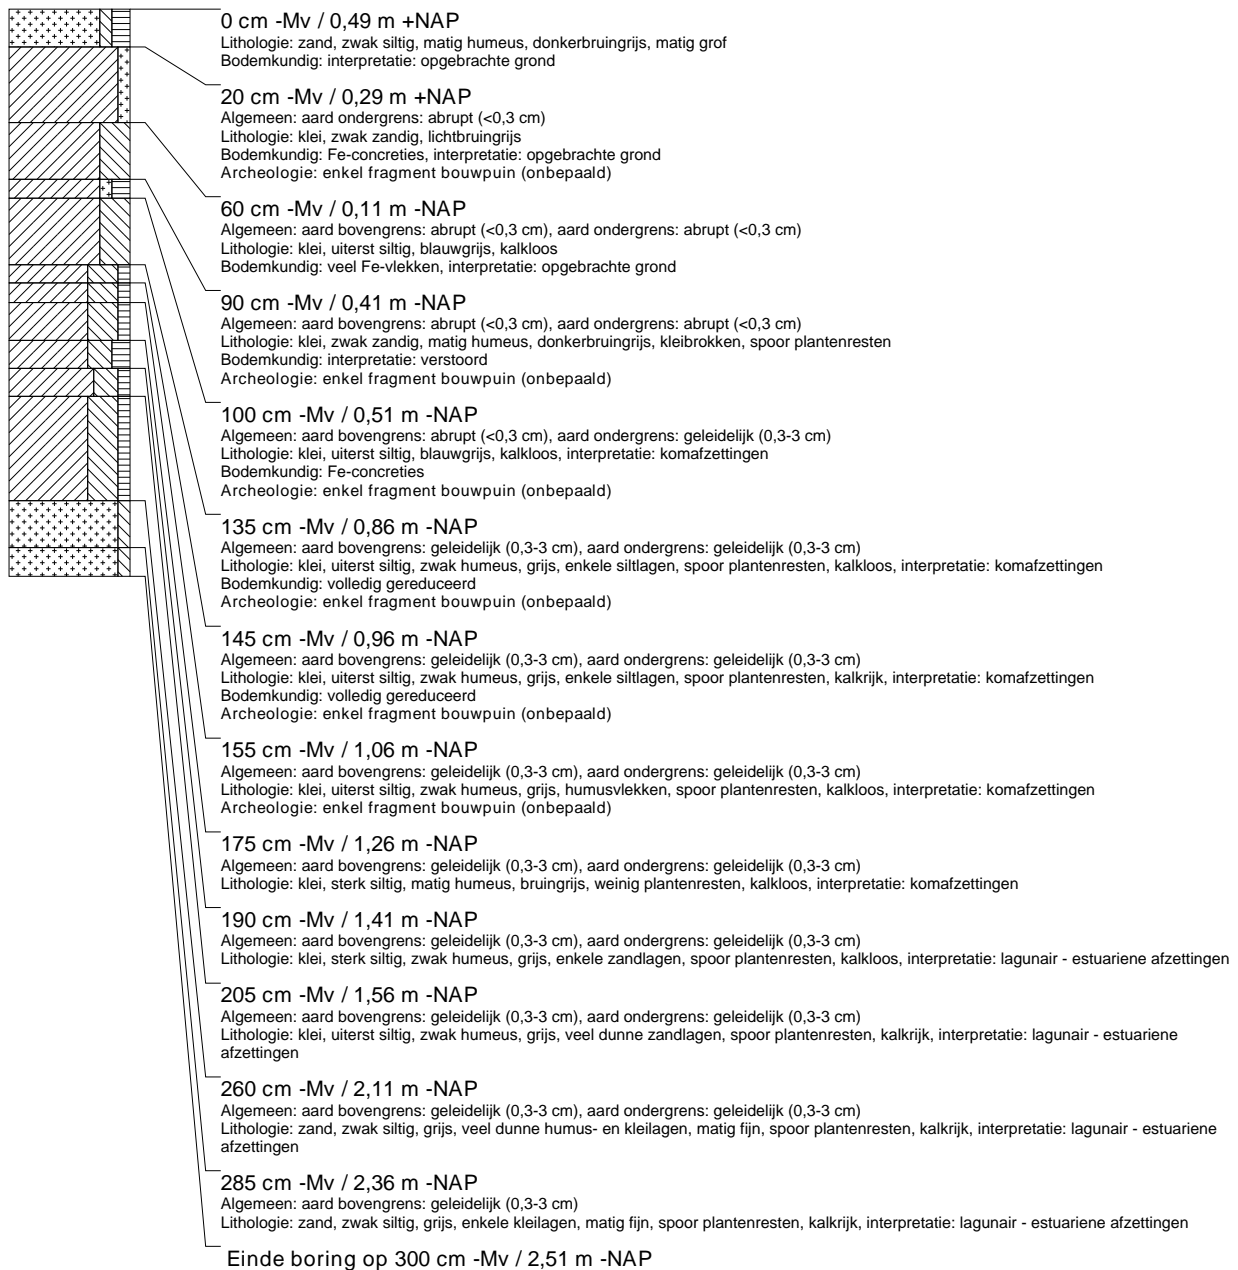 0 cm -Mv / 0,49 m +NAP
Lithologie: zand, zwak siltig, matig humeus, donkerbruingrijs, matig grof
Bodemkundig: interpretatie: opgebrachte grond
20 cm -Mv / 0,29 m +NAP
Algemeen: aard ondergrens: abrupt (<0,3 cm)
Lithologie: klei, zwak zandig, lichtbruingrijs
Bodemkundig: Fe-concreties, interpretatie: opgebrachte grond
Archeologie: enkel fragment bouwpuin (onbepaald)
60 cm -Mv / 0,11 m -NAP
Algemeen: aard bovengrens: abrupt (<0,3 cm), aard ondergrens: abrupt (<0,3 cm)
Lithologie: klei, uiterst siltig, blauwgrijs, kalkloos
Bodemkundig: veel Fe-vlekken, interpretatie: opgebrachte grond
90 cm -Mv / 0,41 m -NAP
Algemeen: aard bovengrens: abrupt (<0,3 cm), aard ondergrens: abrupt (<0,3 cm)
Lithologie: klei, zwak zandig, matig humeus, donkerbruingrijs, kleibrokken, spoor plantenresten
Bodemkundig: interpretatie: verstoord
Archeologie: enkel fragment bouwpuin (onbepaald)
100 cm -Mv / 0,51 m -NAP
Algemeen: aard bovengrens: abrupt (<0,3 cm), aard ondergrens: geleidelijk (0,3-3 cm)
Lithologie: klei, uiterst siltig, blauwgrijs, kalkloos, interpretatie: komafzettingen
Bodemkundig: Fe-concreties
Archeologie: enkel fragment bouwpuin (onbepaald)
135 cm -Mv / 0,86 m -NAP
Algemeen: aard bovengrens: geleidelijk (0,3-3 cm), aard ondergrens: geleidelijk (0,3-3 cm)
Lithologie: klei, uiterst siltig, zwak humeus, grijs, enkele siltlagen, spoor plantenresten, kalkloos, interpretatie: komafzettingen
Bodemkundig: volledig gereduceerd
Archeologie: enkel fragment bouwpuin (onbepaald)
145 cm -Mv / 0,96 m -NAP
Algemeen: aard bovengrens: geleidelijk (0,3-3 cm), aard ondergrens: geleidelijk (0,3-3 cm)
Lithologie: klei, uiterst siltig, zwak humeus, grijs, enkele siltlagen, spoor plantenresten, kalkrijk, interpretatie: komafzettingen
Bodemkundig: volledig gereduceerd
Archeologie: enkel fragment bouwpuin (onbepaald)
155 cm -Mv / 1,06 m -NAP
Algemeen: aard bovengrens: geleidelijk (0,3-3 cm), aard ondergrens: geleidelijk (0,3-3 cm)
Lithologie: klei, uiterst siltig, zwak humeus, grijs, humusvlekken, spoor plantenresten, kalkloos, interpretatie: komafzettingen
Archeologie: enkel fragment bouwpuin (onbepaald)
175 cm -Mv / 1,26 m -NAP
Algemeen: aard bovengrens: geleidelijk (0,3-3 cm), aard ondergrens: geleidelijk (0,3-3 cm)
Lithologie: klei, sterk siltig, matig humeus, bruingrijs, weinig plantenresten, kalkloos, interpretatie: komafzettingen
190 cm -Mv / 1,41 m -NAP
Algemeen: aard bovengrens: geleidelijk (0,3-3 cm), aard ondergrens: geleidelijk (0,3-3 cm)
Lithologie: klei, sterk siltig, zwak humeus, grijs, enkele zandlagen, spoor plantenresten, kalkloos, interpretatie: lagunair - estuariene afzettingen
205 cm -Mv / 1,56 m -NAP
Algemeen: aard bovengrens: geleidelijk (0,3-3 cm), aard ondergrens: geleidelijk (0,3-3 cm)
Lithologie: klei, uiterst siltig, zwak humeus, grijs, veel dunne zandlagen, spoor plantenresten, kalkrijk, interpretatie: lagunair - estuariene
afzettingen
260 cm -Mv / 2,11 m -NAP
Algemeen: aard bovengrens: geleidelijk (0,3-3 cm), aard ondergrens: geleidelijk (0,3-3 cm)
Lithologie: zand, zwak siltig, grijs, veel dunne humus- en kleilagen, matig fijn, spoor plantenresten, kalkrijk, interpretatie: lagunair - estuariene
afzettingen
285 cm -Mv / 2,36 m -NAP
Algemeen: aard bovengrens: geleidelijk (0,3-3 cm)
Lithologie: zand, zwak siltig, grijs, enkele kleilagen, matig fijn, spoor plantenresten, kalkrijk, interpretatie: lagunair - estuariene afzettingen
Einde boring op 300 cm -Mv / 2,51 m -NAP